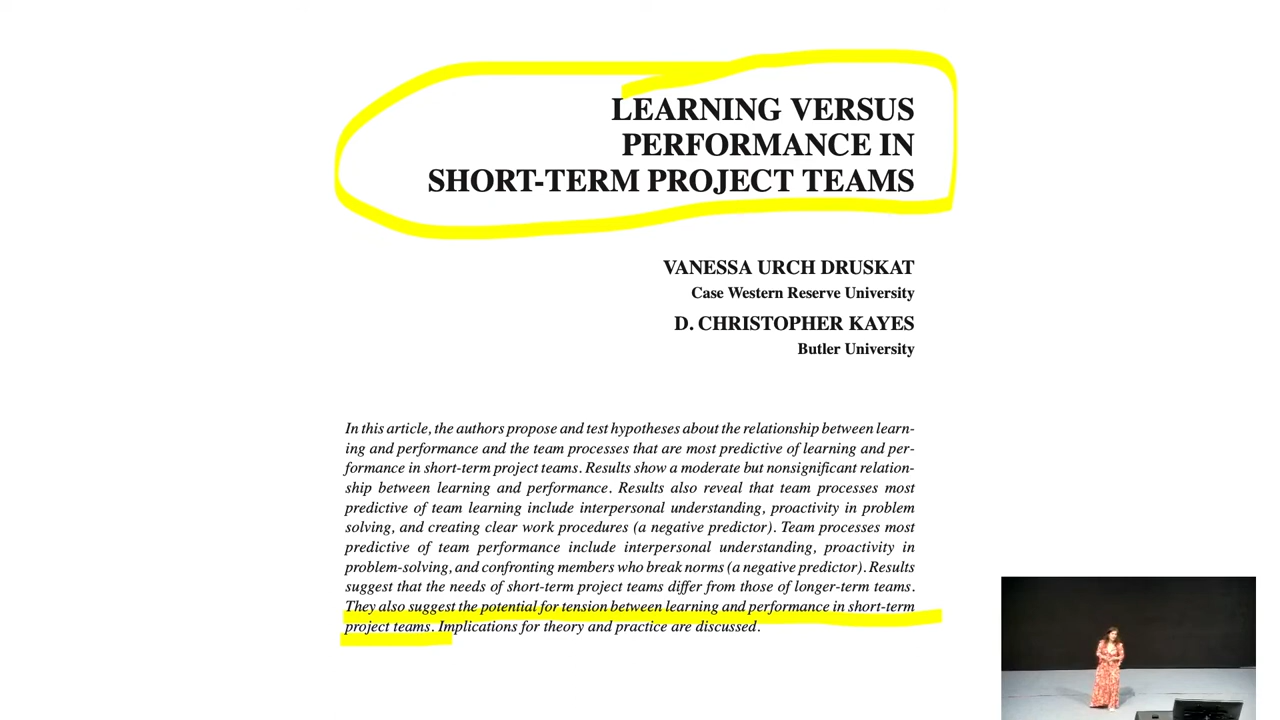 LEARNING VERSUS
PERFORMANCE IN
SHORT-TERM PROJECT TEAMS
VANESSA URCH DRUSKAT
Case Western Reserve University
D. CHRISTOPHER KAYES
Butler University
In this article, the authors propose and test hypotheses about the relationship between learn-
ing and performance and the team processes that are most predictive of learning and per-
formance in short-term project teams. Results show a moderate but nonsignificant relation-
ship between learning and performance. Results also reveal that team processes most
predictive of team learning include interpersonal understanding, proactivity in problem
solving, and creating clear work procedures (a negative predictor). Team processes most
predictive of team performance include interpersonal understanding, proactivity in
problem-solving, and confronting members who break norms (a negative predictor). Results
suggest that the needs of short-term project teams differ from those of longer-term teams.
They also suggest the potential for tension between learning and performance in short-term
project teams. Implications for theory and practice are discussed.